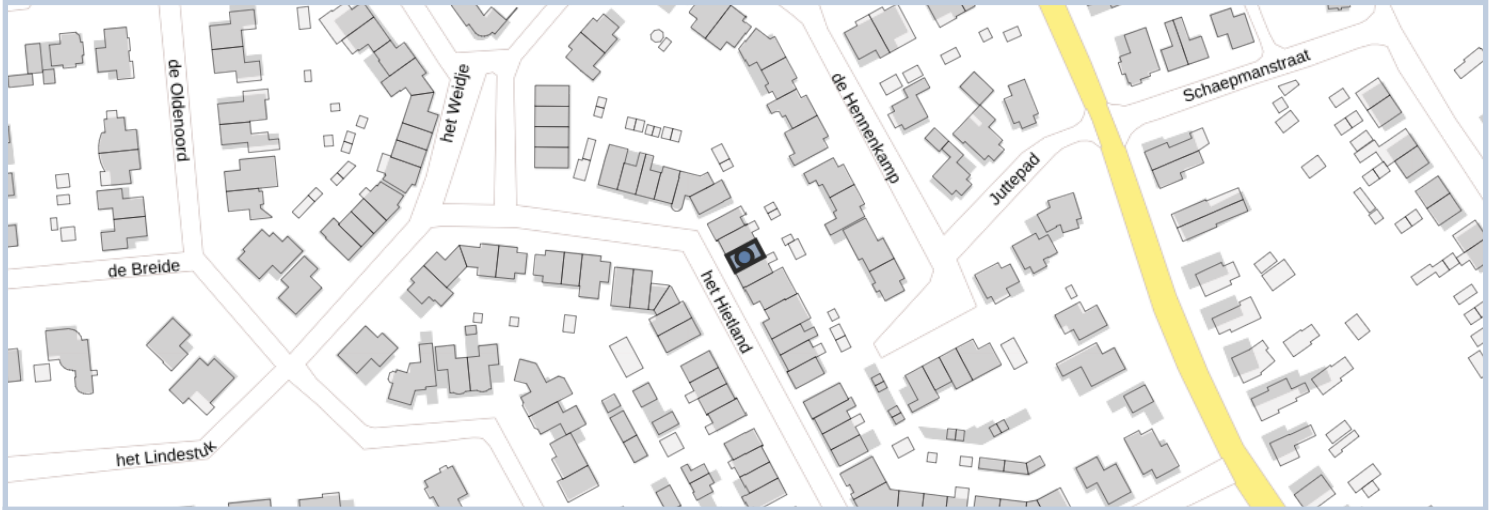 de Oldenoord
het Weidje
de Hennenkamp
Schaepmanstraat
Juttepad
de Breide
het Hietland
het Lindestuk